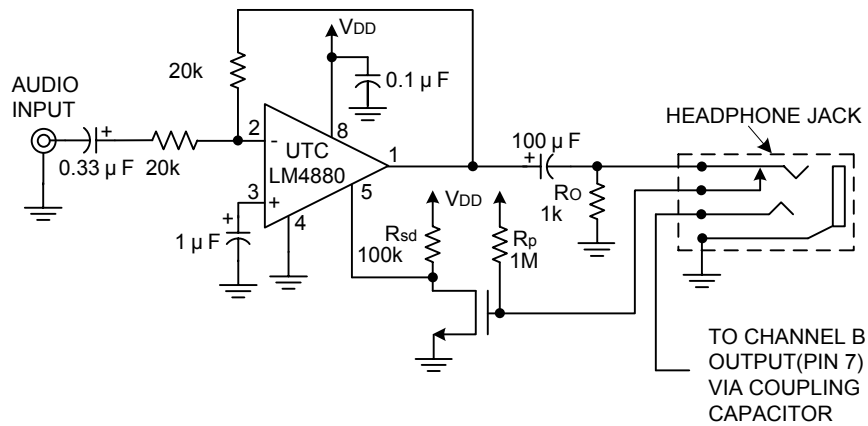 VDD
20k
0.1 µ F
AUDIO
INPUT
HEADPHONE JACK
2
-
8
UTC
LM4880
1
100 µ F
+
+
0.33 µ F
20k
3
+
5
4
VDD
RO
1k
+
1 µ F
Rsd
100k
Rp
1M
TO CHANNEL B
OUTPUT(PIN 7)
VIA COUPLING
CAPACITOR